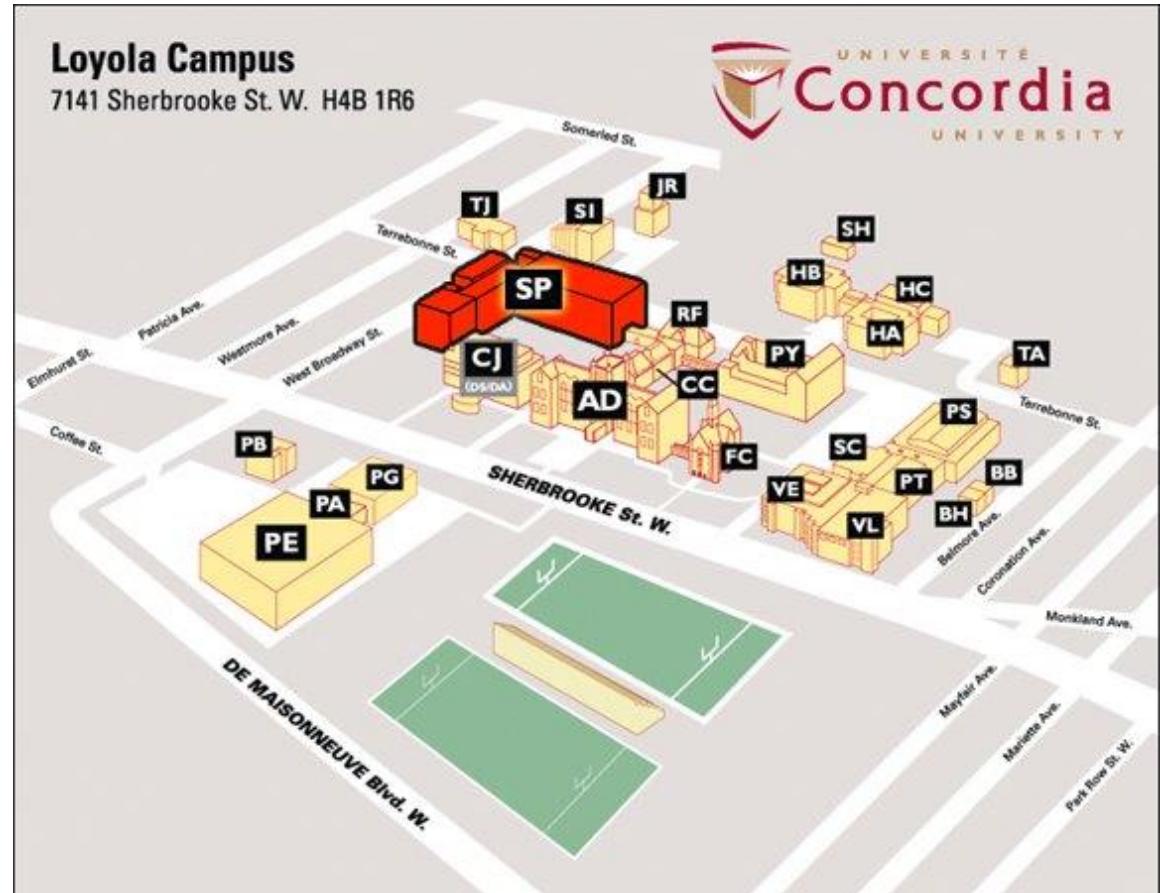 Loyola Campus
7141 Sherbrooke St. W. H4B 1R6
UNIVERSITÉ
Concordia
UNIVERSITY
Somerled St.
JR
TJ
SI
SH
Terrebonne St.
HB
SP
HC
RF
HA
Patricia Ave.
PY
TA
Westmore Ave.
CJ
(DS/DA)
CC
Elmhurst St.
West Broadway St.
AD
Terrebonne St.
PS
Coffee St.
PB
FC
SC
PG
BB
VE
PT
SHERBROOKE St. W.
PA
BH
VL
PE
Belmore Ave.
Coronation Ave.
Monkland Ave.
DE MAISONNEUVE Blvd. W.
Mayfair Ave.
Mariette Ave.
Park Row St. W.